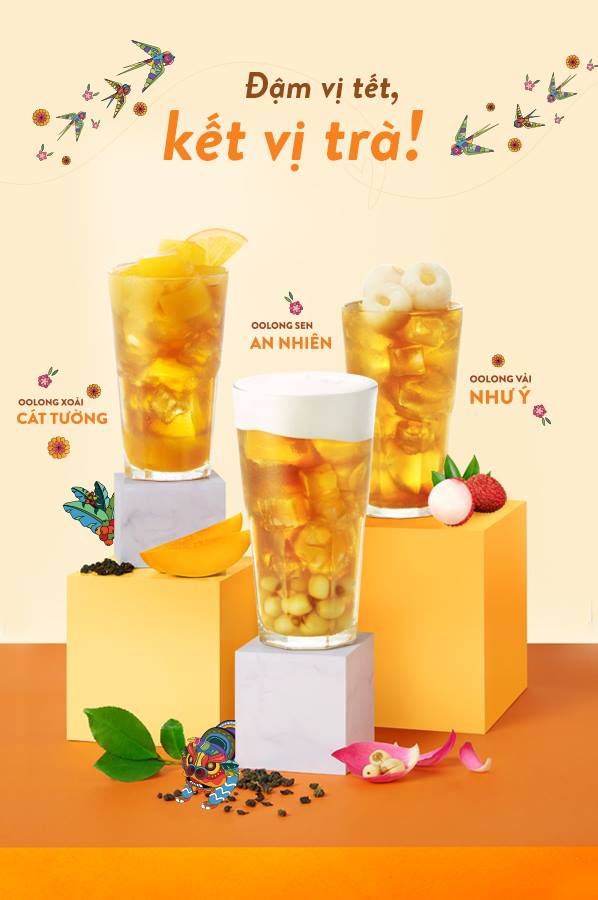 Đậm vị tết,
kết vị trà!
OOLONG SEN
AN NHIÊN
OOLONG VẢI
NHƯ Ý
OOLONG XOÀI
CÁT TƯỜNG